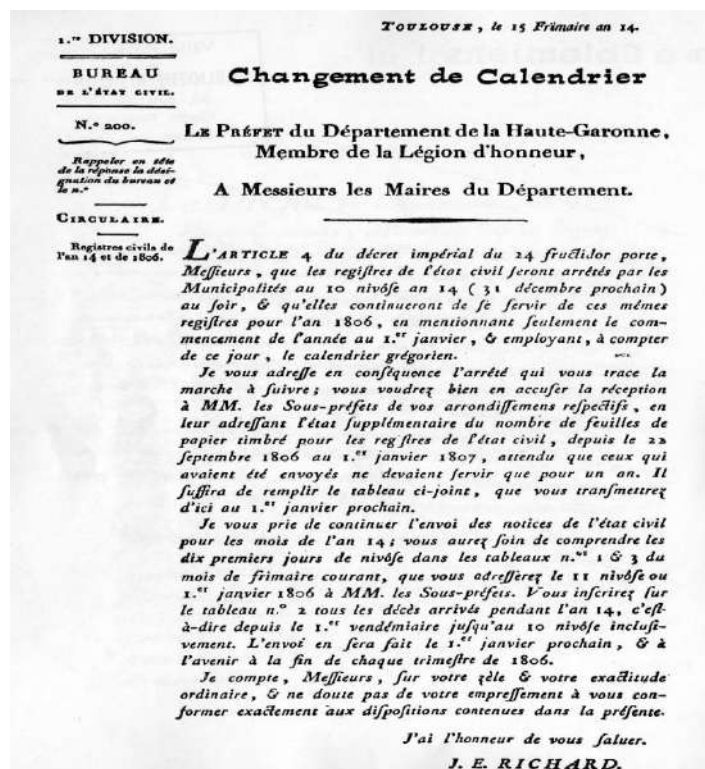 TOULOUSE, le 15 Frimaire an 14.
1.re DIVISION.
BUREAU
DE L'ÉTAT CIVIL.
N.o 200.
Rappeler en tête
de la réponse la dési-
gnation du bureau et
le n.o
CIRCULAIRE.
Registres civils de
l'an 14 et de 1806.
Changement de Calendrier
LE PRÉFET du Département de la Haute-Garonne,
Membre de la Légion d'honneur,
A Messieurs les Maires du Département.
L'ARTICLE 4 du décret impérial du 24 fructidor porte,
Meſſieurs, que les regiſtres de l'état civil ſeront arrêtés par les
Municipalités au 10 nivôſe an 14 (31 décembre prochain)
au ſoir, & qu'elles continueront de ſe ſervir de ces mêmes
regiſtres pour l'an 1806, en mentionnant ſeulement le com-
mencement de l'année au 1.er janvier, & employant, à compter
de ce jour, le calendrier grégorien.
Je vous adreſſe en conſéquence l'arrêté qui vous trace la
marche à ſuivre; vous voudrez bien en accuſer la réception
à MM. les Sous-préfets de vos arrondiſſemens reſpectifs, en
leur adreſſant l'état ſupplémentaire du nombre de feuilles de
papier timbré pour les regiſtres de l'état civil, depuis le 22
ſeptembre 1806 au 1.er janvier 1807, attendu que ceux qui
avaient été envoyés ne devaient ſervir que pour un an. Il
ſuffira de remplir le tableau ci-joint, que vous tranſmettrez
d'ici au 1.er janvier prochain.
Je vous prie de continuer l'envoi des notices de l'état civil
pour les mois de l'an 14; vous aurez ſoin de comprendre les
dix premiers jours de nivôſe dans les tableaux n.os 1 & 3 du
mois de frimaire courant, que vous adreſſerez le 11 nivôſe ou
1.er janvier 1806 à MM. les Sous-préfets. Vous inſcrirez ſur
le tableau n.o 2 tous les décès arrivés pendant l'an 14, c'eſt-
à-dire depuis le 1.er vendémiaire juſqu'au 10 nivôſe incluſi-
vement. L'envoi en ſera fait le 1.er janvier prochain, & à
l'avenir à la fin de chaque trimeſtre de 1806.
Je compte, Meſſieurs, ſur votre zèle & votre exactitude
ordinaire, & ne doute pas de votre empreſſement à vous con-
former exactement aux diſpoſitions contenues dans la préſente.
J'ai l'honneur de vous ſaluer.
J. E. RICHARD.